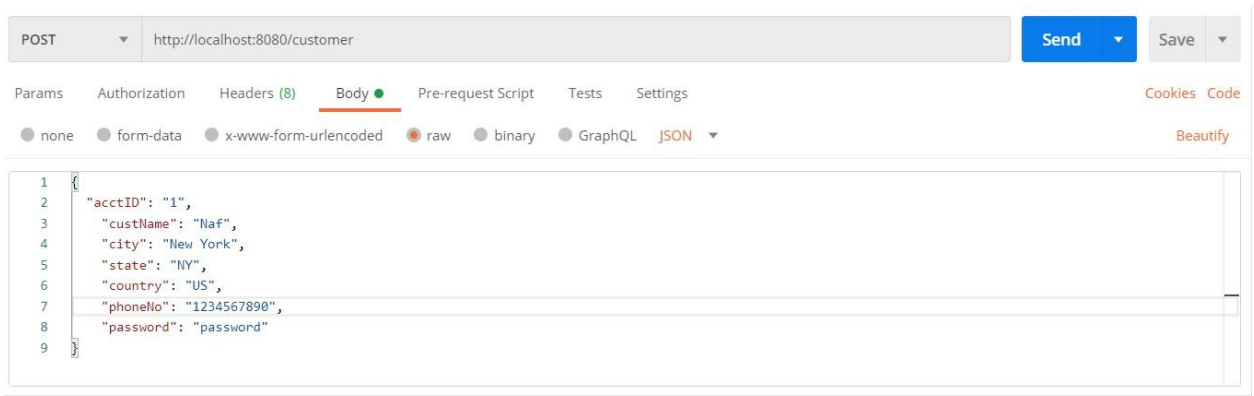 POST http://localhost:8080/customer Send Save
Params Authorization Headers (8) Body Pre-request Script Tests Settings Cookies Code
none form-data x-www-form-urlencoded raw binary GraphQL JSON Beautify
1 {
2 "acctID": "1",
3 "custName": "Naf",
4 "city": "New York",
5 "state": "NY",
6 "country": "US",
7 "phoneNo": "1234567890",
8 "password": "password"
9 }